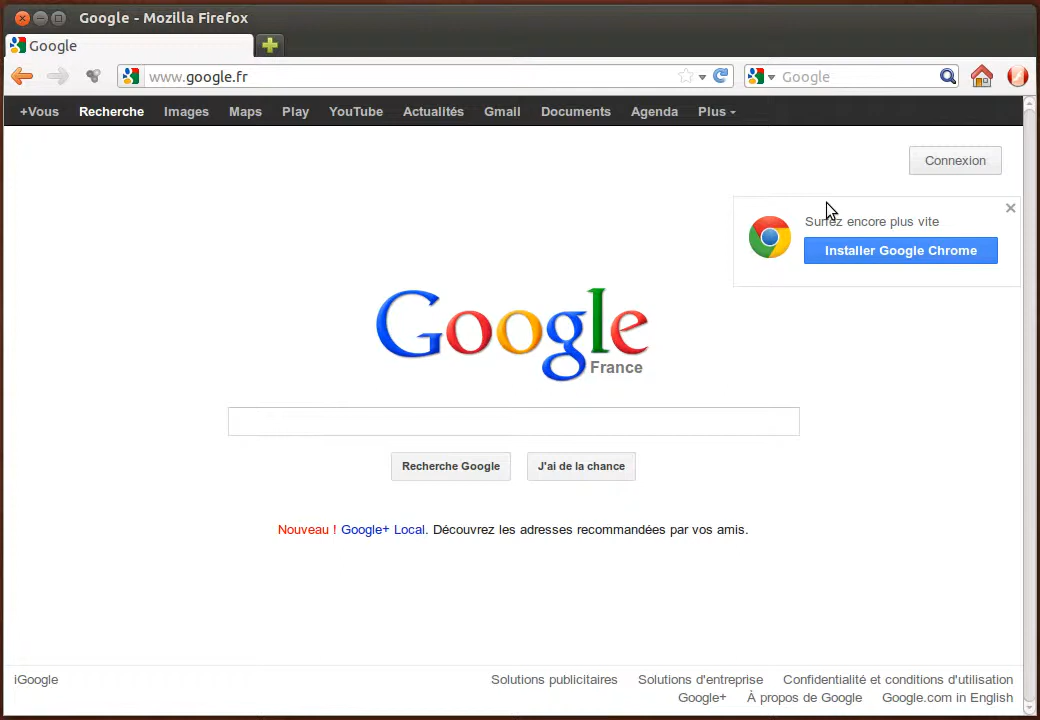 Google - Mozilla Firefox
Google
www.google.fr
Google
+Vous Recherche Images Maps Play YouTube Actualités Gmail Documents Agenda Plus
Connexion
Surfez encore plus vite
Installer Google Chrome
Google
France
Recherche Google J'ai de la chance
Nouveau ! Google+ Local. Découvrez les adresses recommandées par vos amis.
iGoogle Solutions publicitaires Solutions d'entreprise Confidentialité et conditions d'utilisation
Google+ À propos de Google Google.com in English